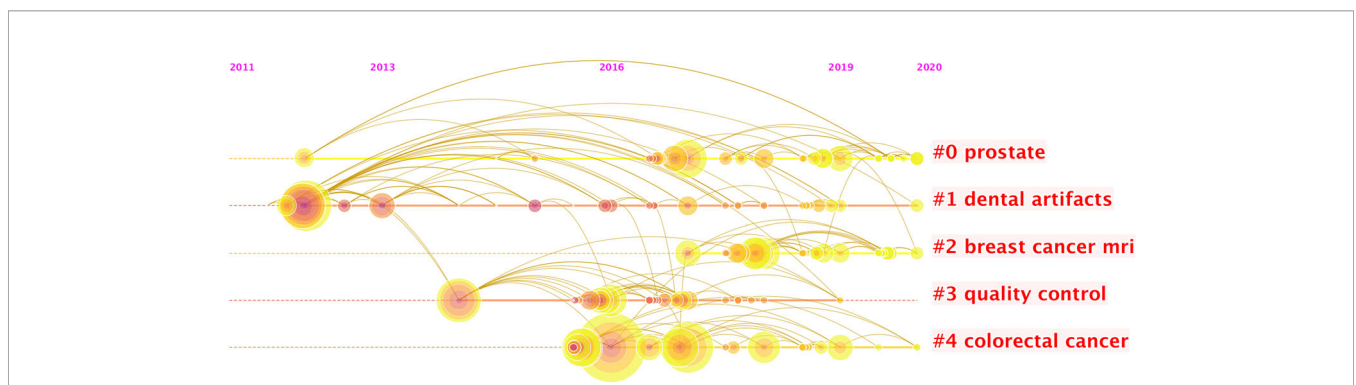 2011 2013 2016 2019 2020
#0 prostate
#1 dental artifacts
#2 breast cancer mri
#3 quality control
#4 colorectal cancer